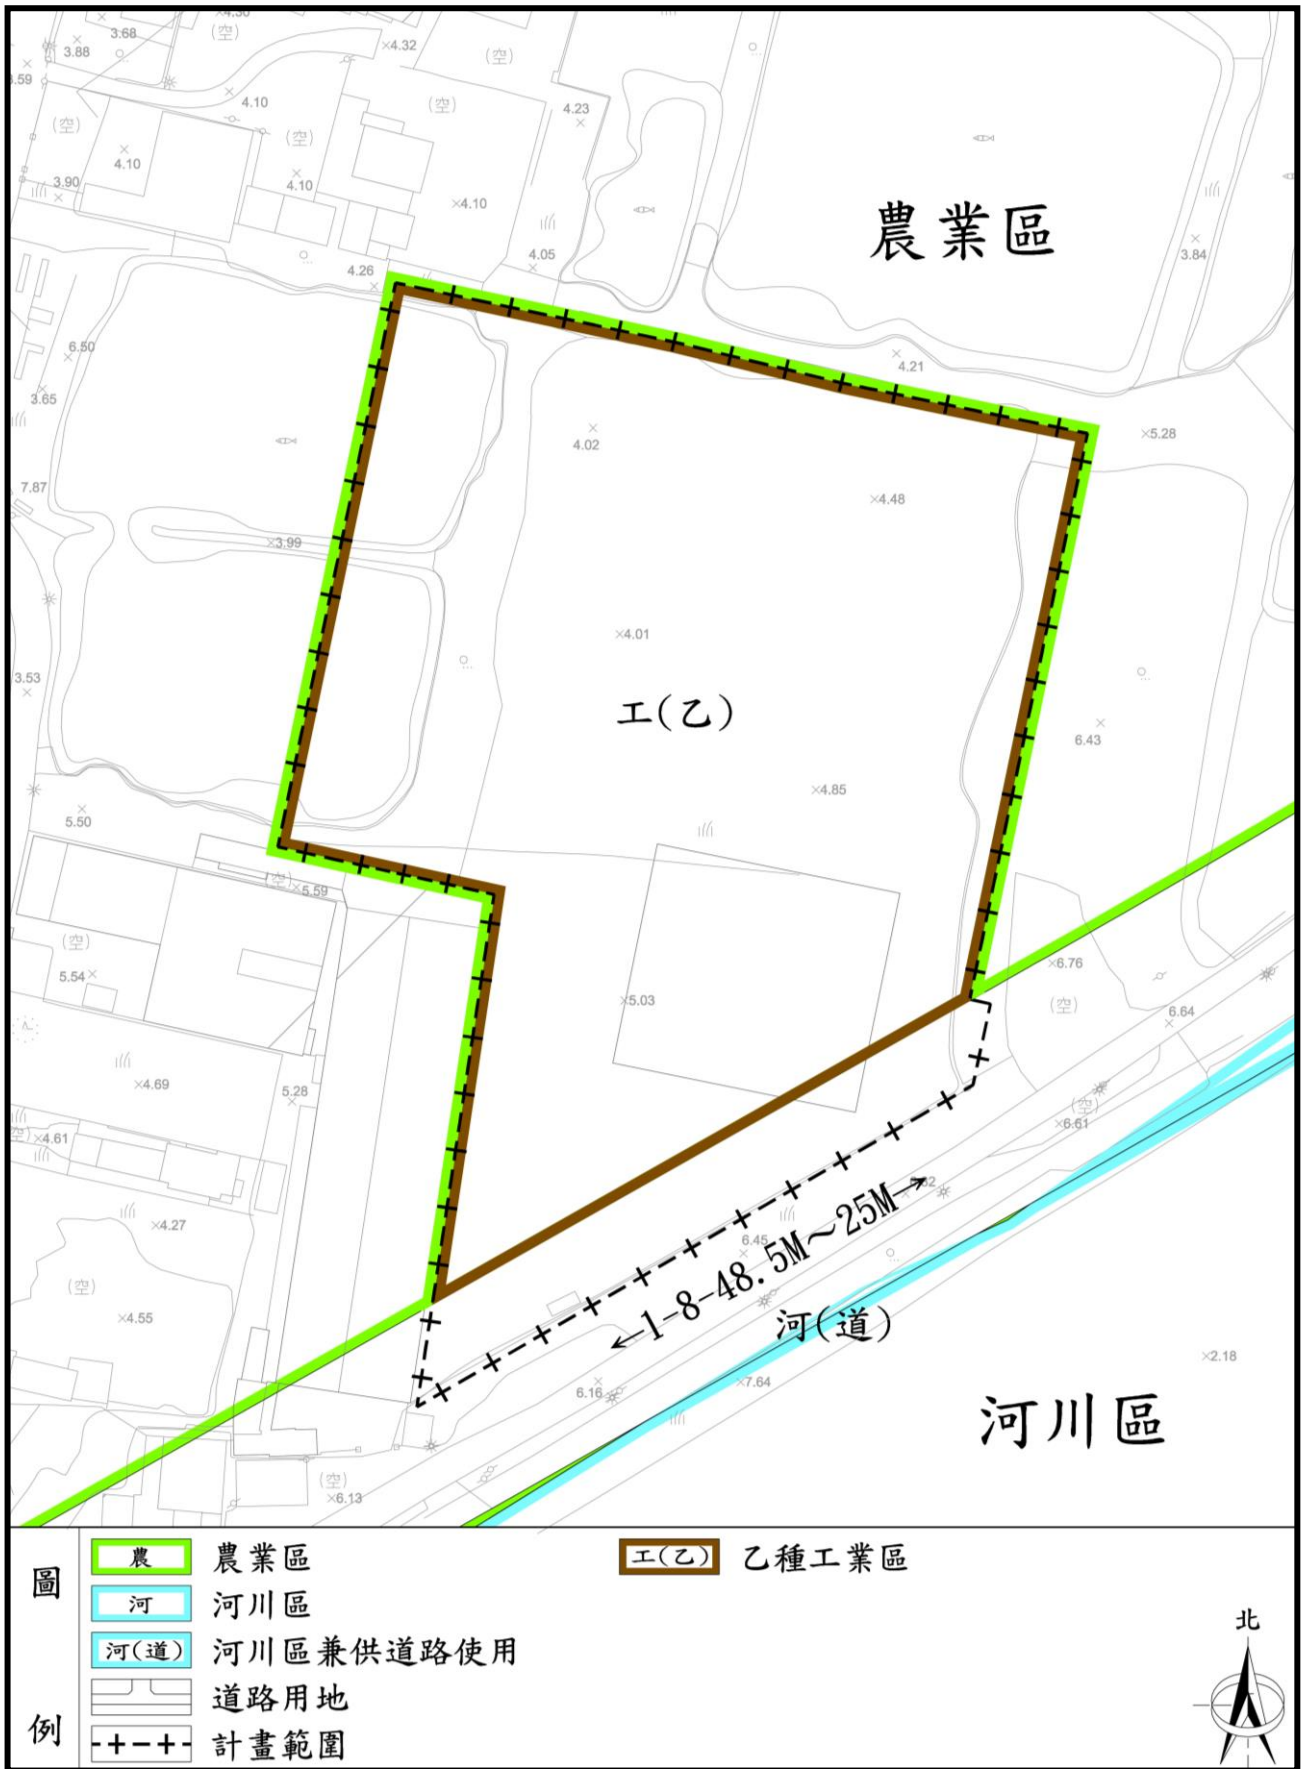 (空)
3.68
3.88
4.32
(空)
(空)
4.10
4.23
(空)
(空)
4.10
4.10
3.90
4.10
農業區
4.05
3.84
4.26
6.50
4.21
3.65
4.02
5.28
7.87
4.48
3.99
4.01
3.53
工(乙)
6.43
4.85
5.50
(空)
5.59
(空)
5.54
6.76
5.03
(空)
6.64
4.69
5.28
(空)
6.61
4.61
4.27
←1-8-48.5M~25M→
6.45
(空)
4.55
河(道)
2.18
6.16
7.64
河川區
(空)
6.13
圖例
農 農業區
工(乙) 乙種工業區
河 河川區
河(道) 河川區兼供道路使用
道路用地
計畫範圍
北